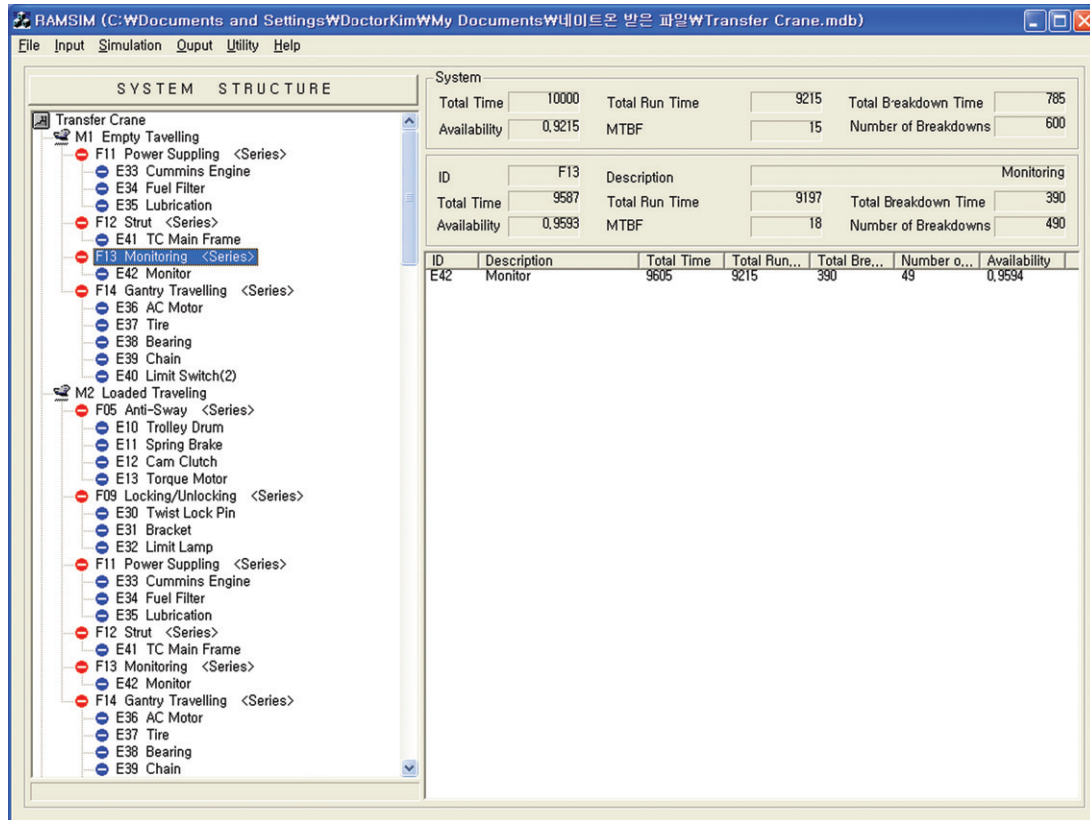 RAMSIM (C:₩Documents and Settings₩DoctorKim₩My Documents₩네이트온 받은 파일₩Transfer Crane.mdb)
File Input Simulation Ouput Utility Help
SYSTEM STRUCTURE
Transfer Crane
M1 Empty Tavelling
F11 Power Suppling <Series>
E33 Cummins Engine
E34 Fuel Filter
E35 Lubrication
F12 Strut <Series>
E41 TC Main Frame
F13 Monitoring <Series>
E42 Monitor
F14 Gantry Travelling <Series>
E36 AC Motor
E37 Tire
E38 Bearing
E39 Chain
E40 Limit Switch(2)
M2 Loaded Traveling
F05 Anti-Sway <Series>
E10 Trolley Drum
E11 Spring Brake
E12 Cam Clutch
E13 Torque Motor
F09 Locking/Unlocking <Series>
E30 Twist Lock Pin
E31 Bracket
E32 Limit Lamp
F11 Power Suppling <Series>
E33 Cummins Engine
E34 Fuel Filter
E35 Lubrication
F12 Strut <Series>
E41 TC Main Frame
F13 Monitoring <Series>
E42 Monitor
F14 Gantry Travelling <Series>
E36 AC Motor
E37 Tire
E38 Bearing
E39 Chain
System
Total Time 10000 Total Run Time 9215 Total Breakdown Time 785
Availability 0,9215 MTBF 15 Number of Breakdowns 600
ID F13 Description Monitoring
Total Time 9587 Total Run Time 9197 Total Breakdown Time 390
Availability 0,9593 MTBF 18 Number of Breakdowns 490
ID Description Total Time Total Run... Total Bre... Number o... Availability
E42 Monitor 9605 9215 390 49 0,9594